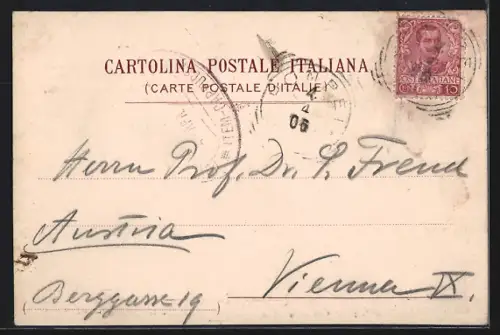 CARTOLINA POSTALE ITALIANA
(CARTE POSTALE D'ITALIE)
POSTE ITALIANE
10
05
Herrn Prof. Dr. S. Freud
Austria
Berggasse 19
Vienna IX.